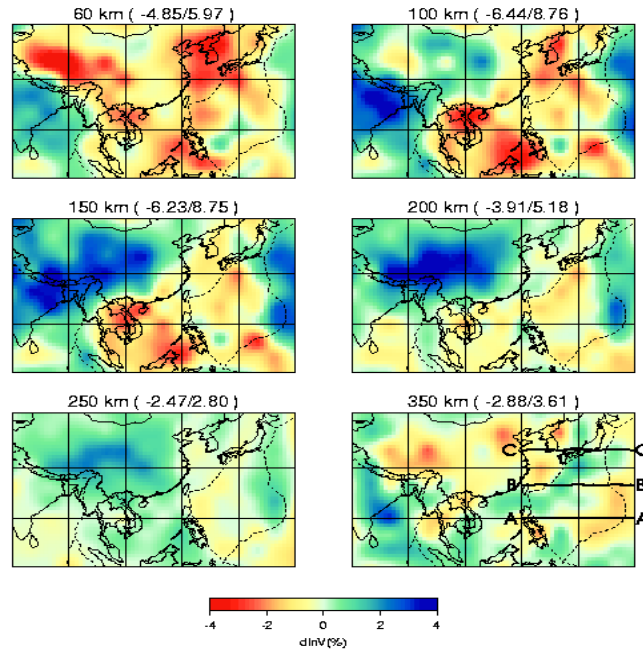 60 km ( -4.85/5.97 )
100 km ( -6.44/8.76 )
150 km ( -6.23/8.75 )
200 km ( -3.91/5.18 )
250 km ( -2.47/2.80 )
350 km ( -2.88/3.61 )
C C
B B
A A
-4 -2 0 2 4
dlnV(%)